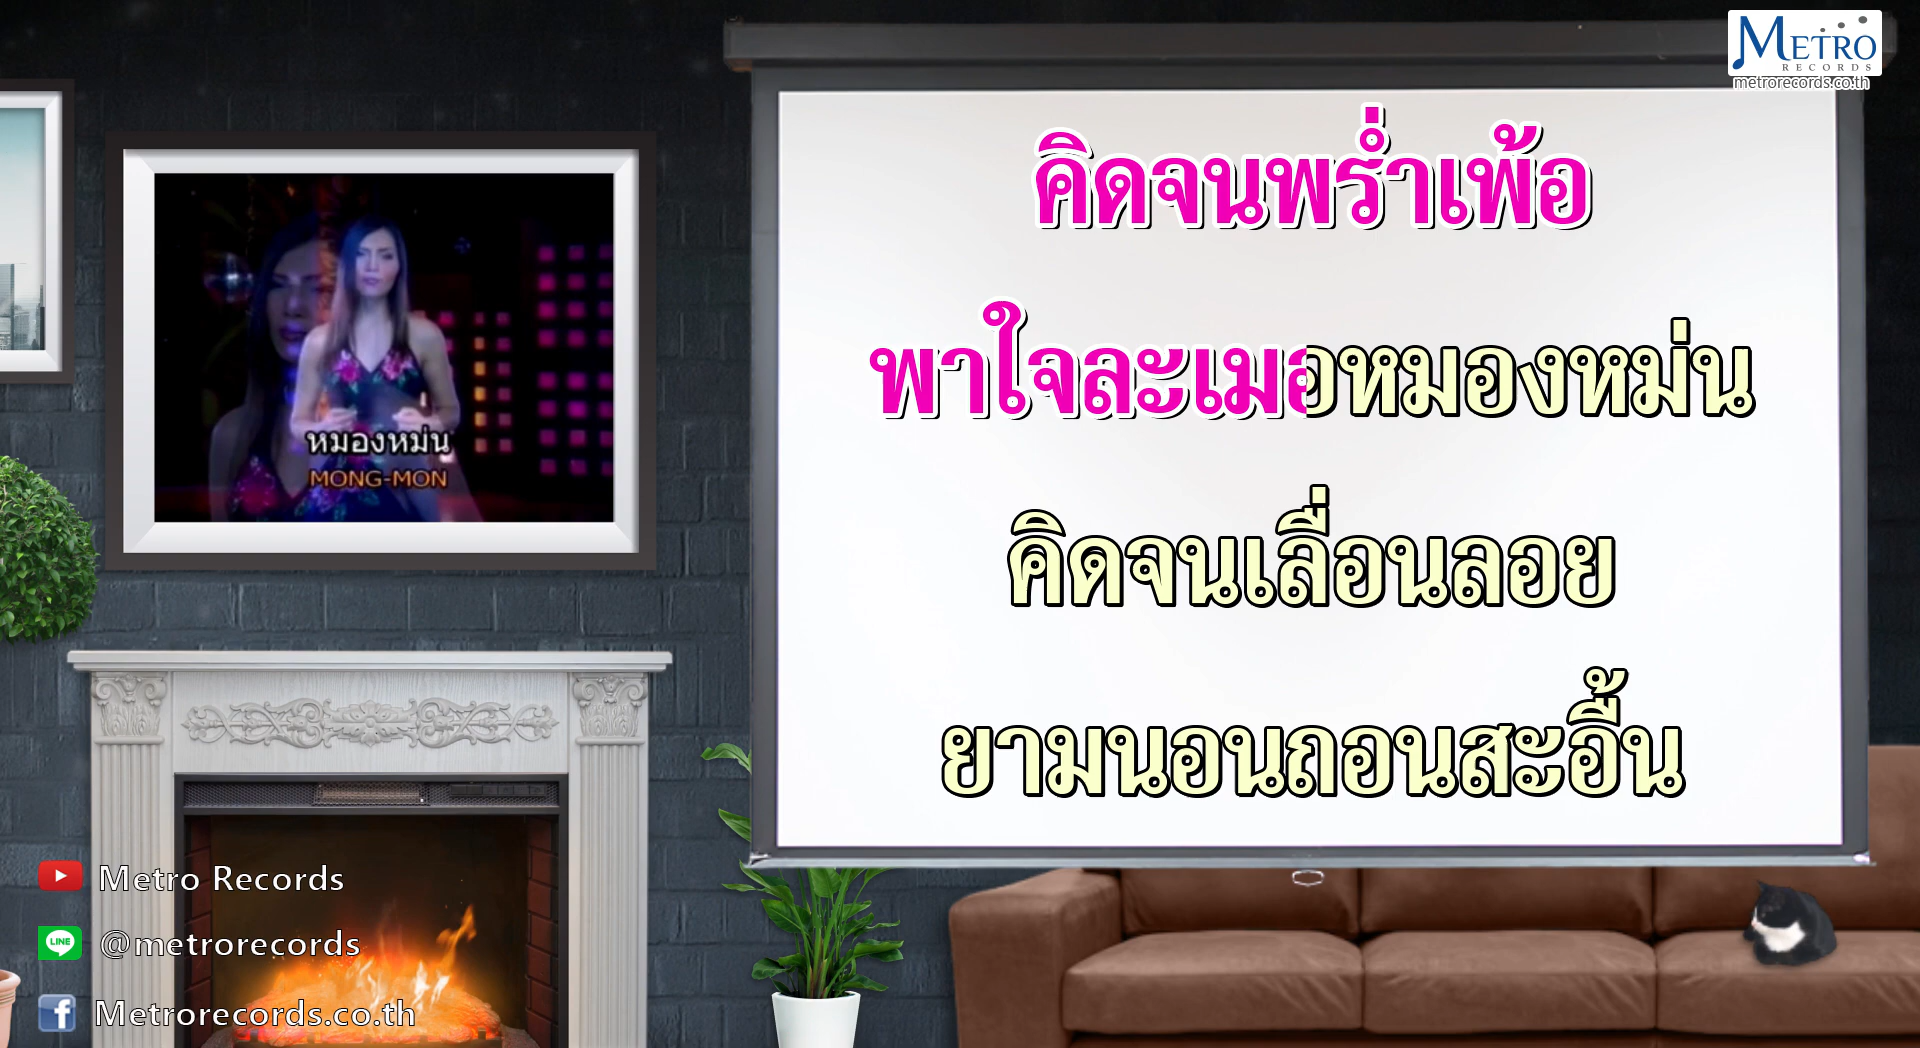 METRO
RECORDS
metrorecords.co.th
คิดจนพร่ำเพ้อ
พาใจละเมอหมองหม่น
คิดจนเลื่อนลอย
ยามนอนถอนสะอื้น
หมองหม่น
MONG-MON
Metro Records
LINE
@metrorecords
f
Metrorecords.co.th